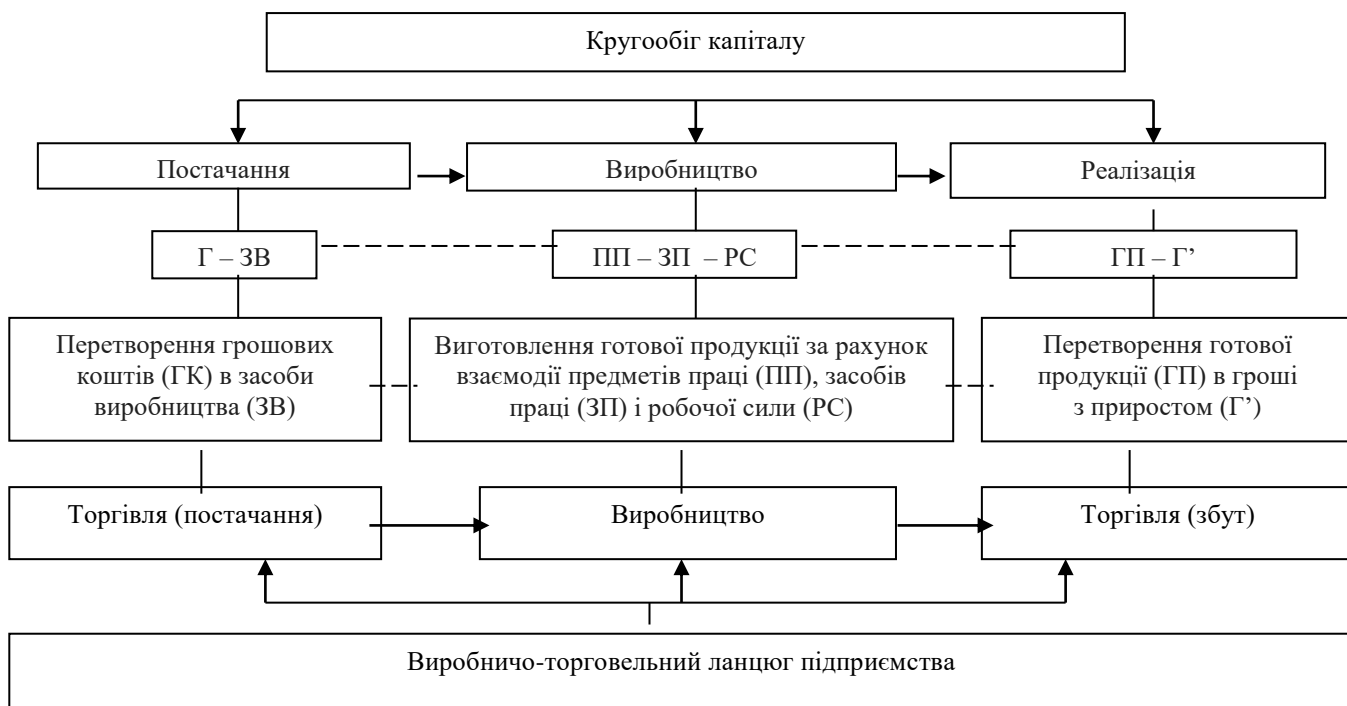 Кругообіг капіталу
Постачання
Виробництво
Реалізація
Г – ЗВ
ПП – ЗП – РС
ГП – Г’
Перетворення грошових
коштів (ГК) в засоби
виробництва (ЗВ)
Виготовлення готової продукції за рахунок
взаємодії предметів праці (ПП), засобів
праці (ЗП) і робочої сили (РС)
Перетворення готової
продукції (ГП) в гроші
з приростом (Г’)
Торгівля (постачання)
Виробництво
Торгівля (збут)
Виробничо-торговельний ланцюг підприємства